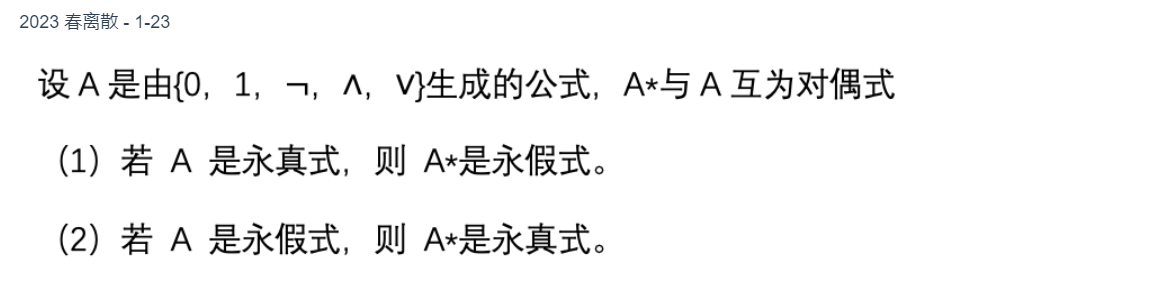 2023 春离散 - 1-23
设 A 是由{0，1，¬，∧，∨}生成的公式，A*与 A 互为对偶式
（1）若 A 是永真式，则 A*是永假式。
（2）若 A 是永假式，则 A*是永真式。